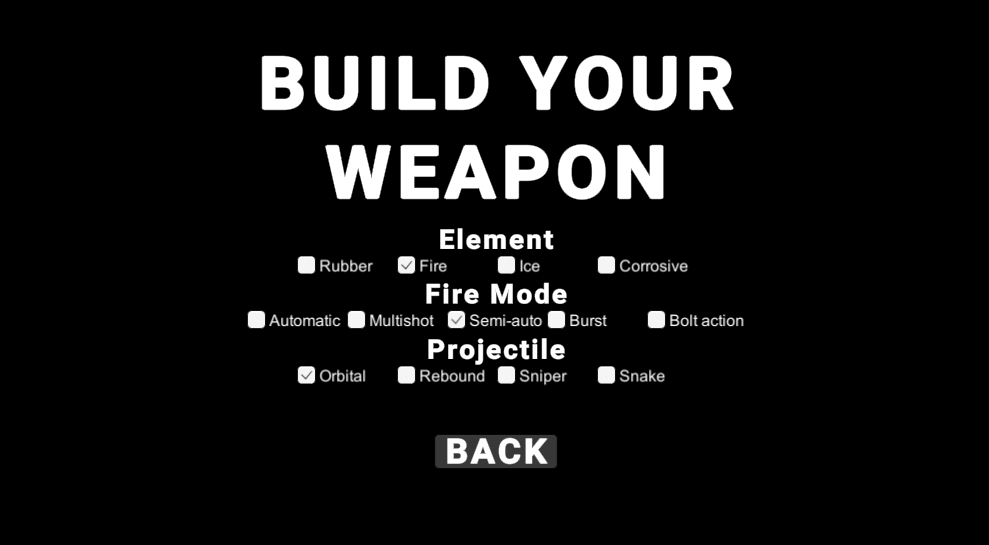 BUILD YOUR
WEAPON
Element
Rubber Fire Ice Corrosive
Fire Mode
Automatic Multishot Semi-auto Burst Bolt action
Projectile
Orbital Rebound Sniper Snake
BACK